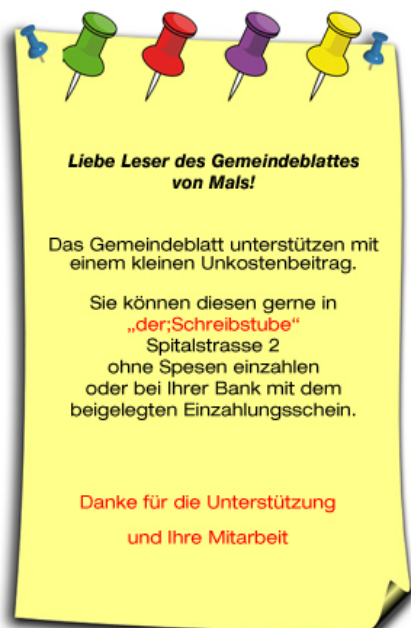 Liebe Leser des Gemeindeblattes
von Mals!
Das Gemeindeblatt unterstützen mit
einem kleinen Unkostenbeitrag.
Sie können diesen gerne in
„der;Schreibstube“
Spitalstrasse 2
ohne Spesen einzahlen
oder bei Ihrer Bank mit dem
beigelegten Einzahlungsschein.
Danke für die Unterstützung
und Ihre Mitarbeit